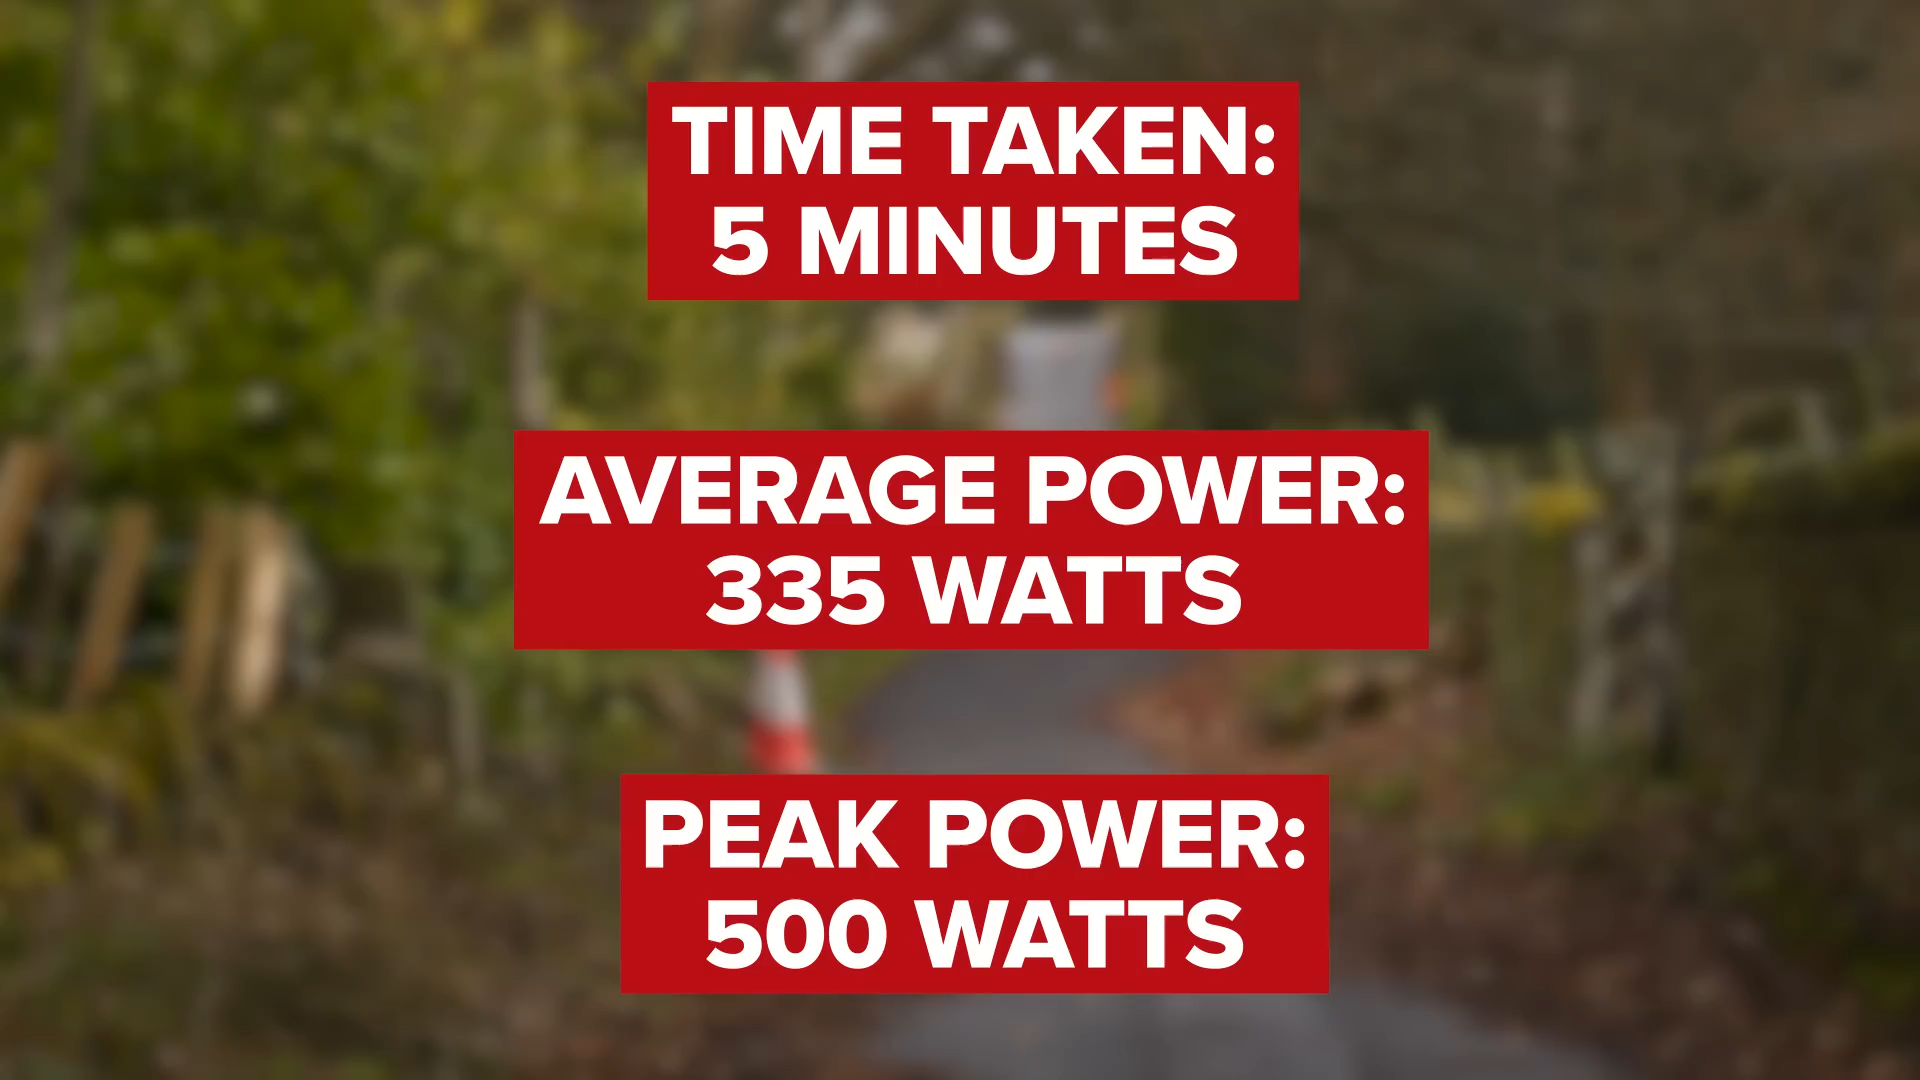 TIME TAKEN:
5 MINUTES
AVERAGE POWER:
335 WATTS
PEAK POWER:
500 WATTS